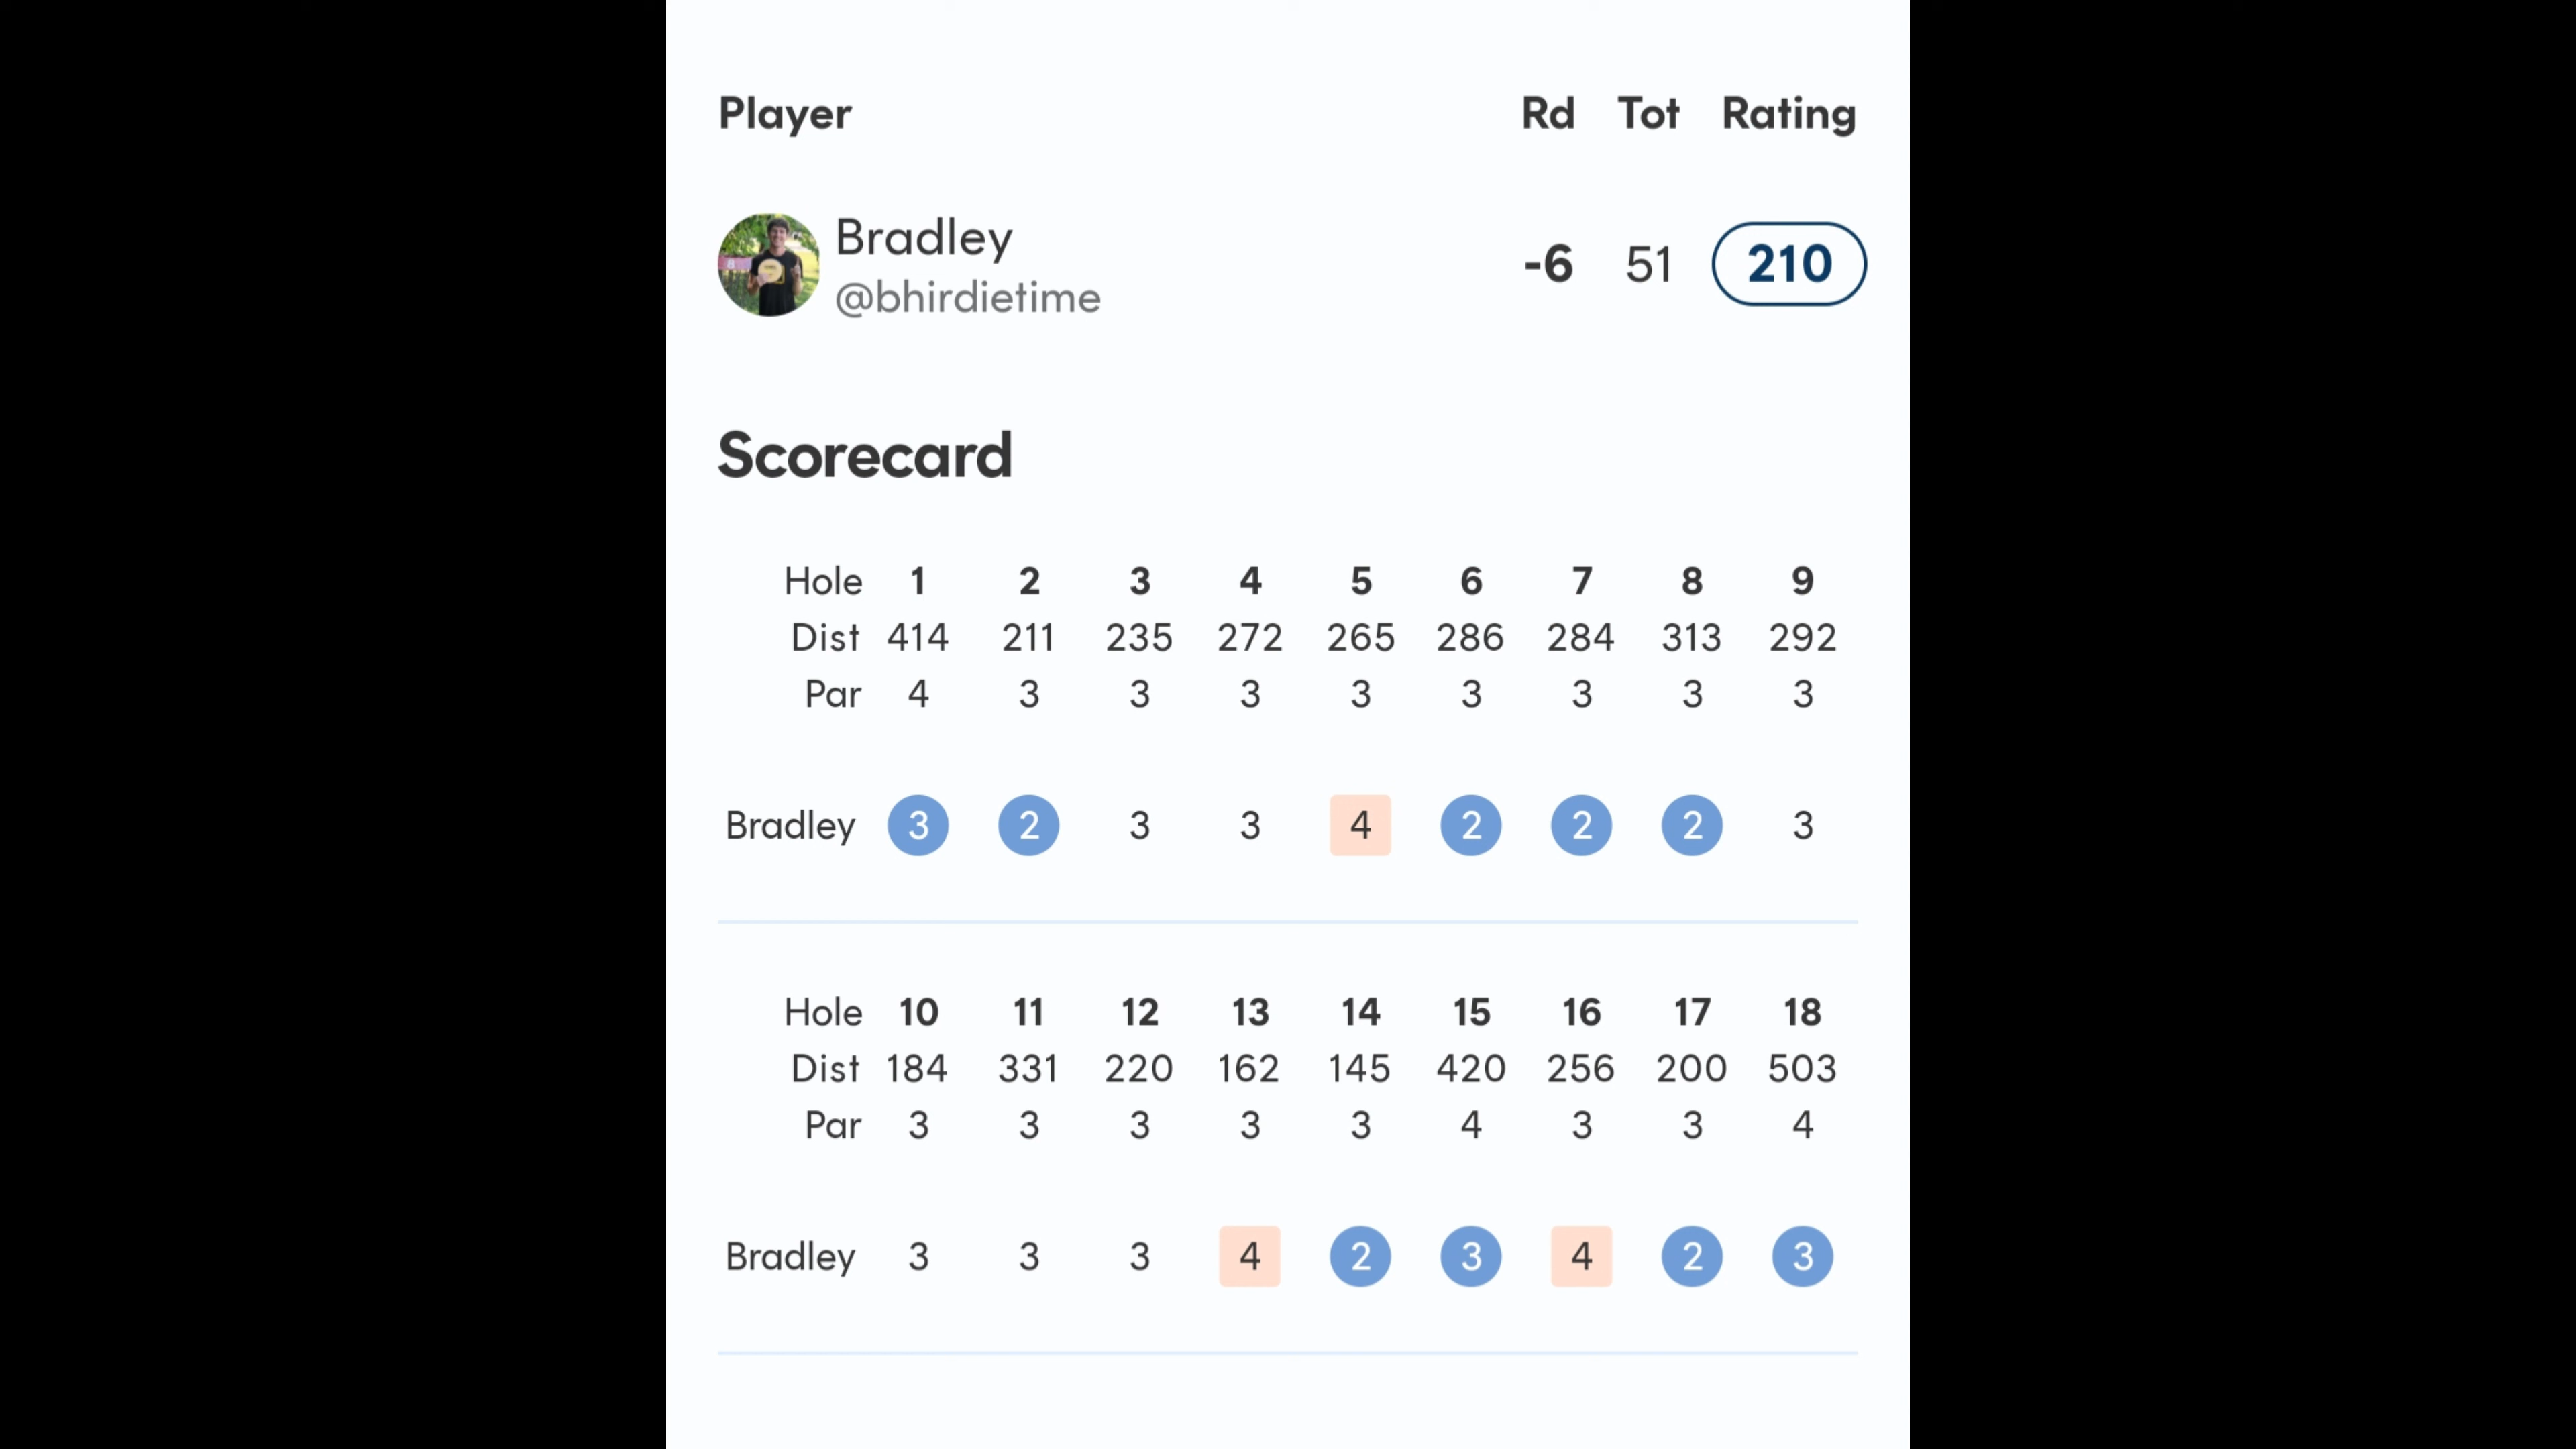 Player Rd Tot Rating
Bradley
@bhirdietime
-6 51 210
Scorecard
Hole 1 2 3 4 5 6 7 8 9
Dist 414 211 235 272 265 286 284 313 292
Par 4 3 3 3 3 3 3 3 3
Bradley 3 2 3 3 4 2 2 2 3
Hole 10 11 12 13 14 15 16 17 18
Dist 184 331 220 162 145 420 256 200 503
Par 3 3 3 3 3 4 3 3 4
Bradley 3 3 3 4 2 3 4 2 3